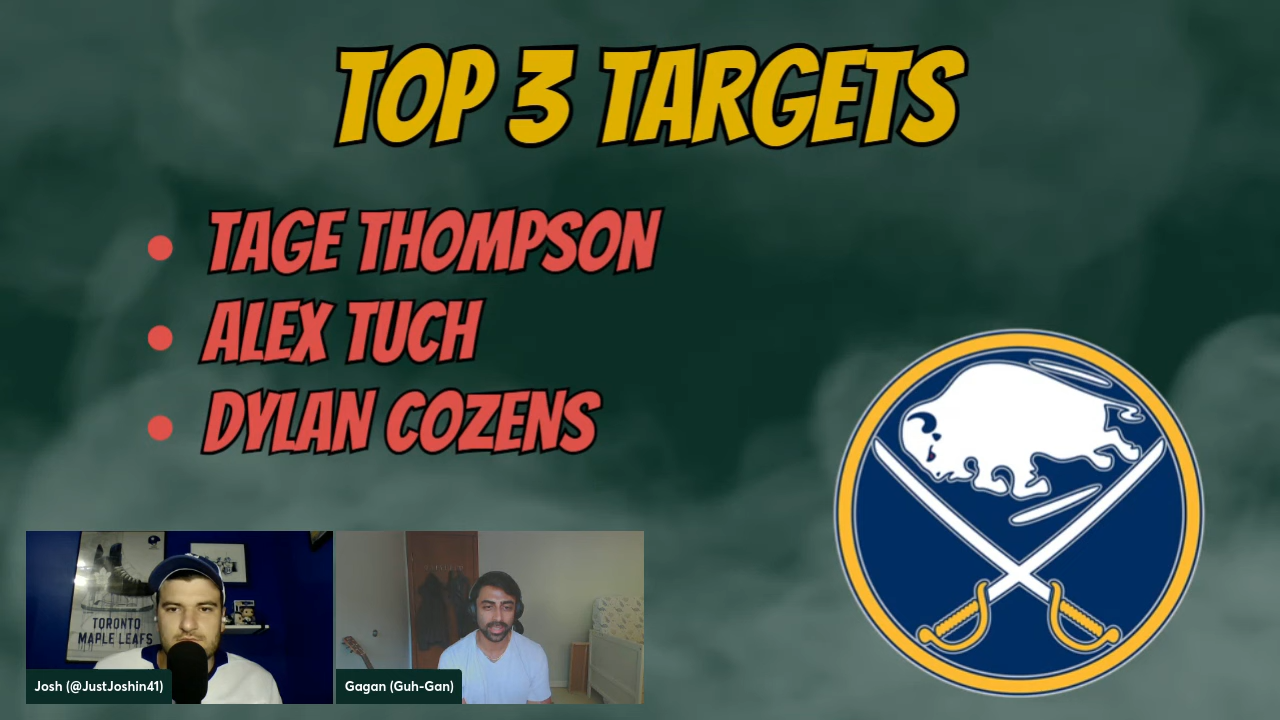 TOP 3 TARGETS
• TAGE THOMPSON
• ALEX TUCH
• DYLAN COZENS
TORONTO
MAPLE LEAFS
Josh (@JustJoshin41)
Gagan (Guh-Gan)